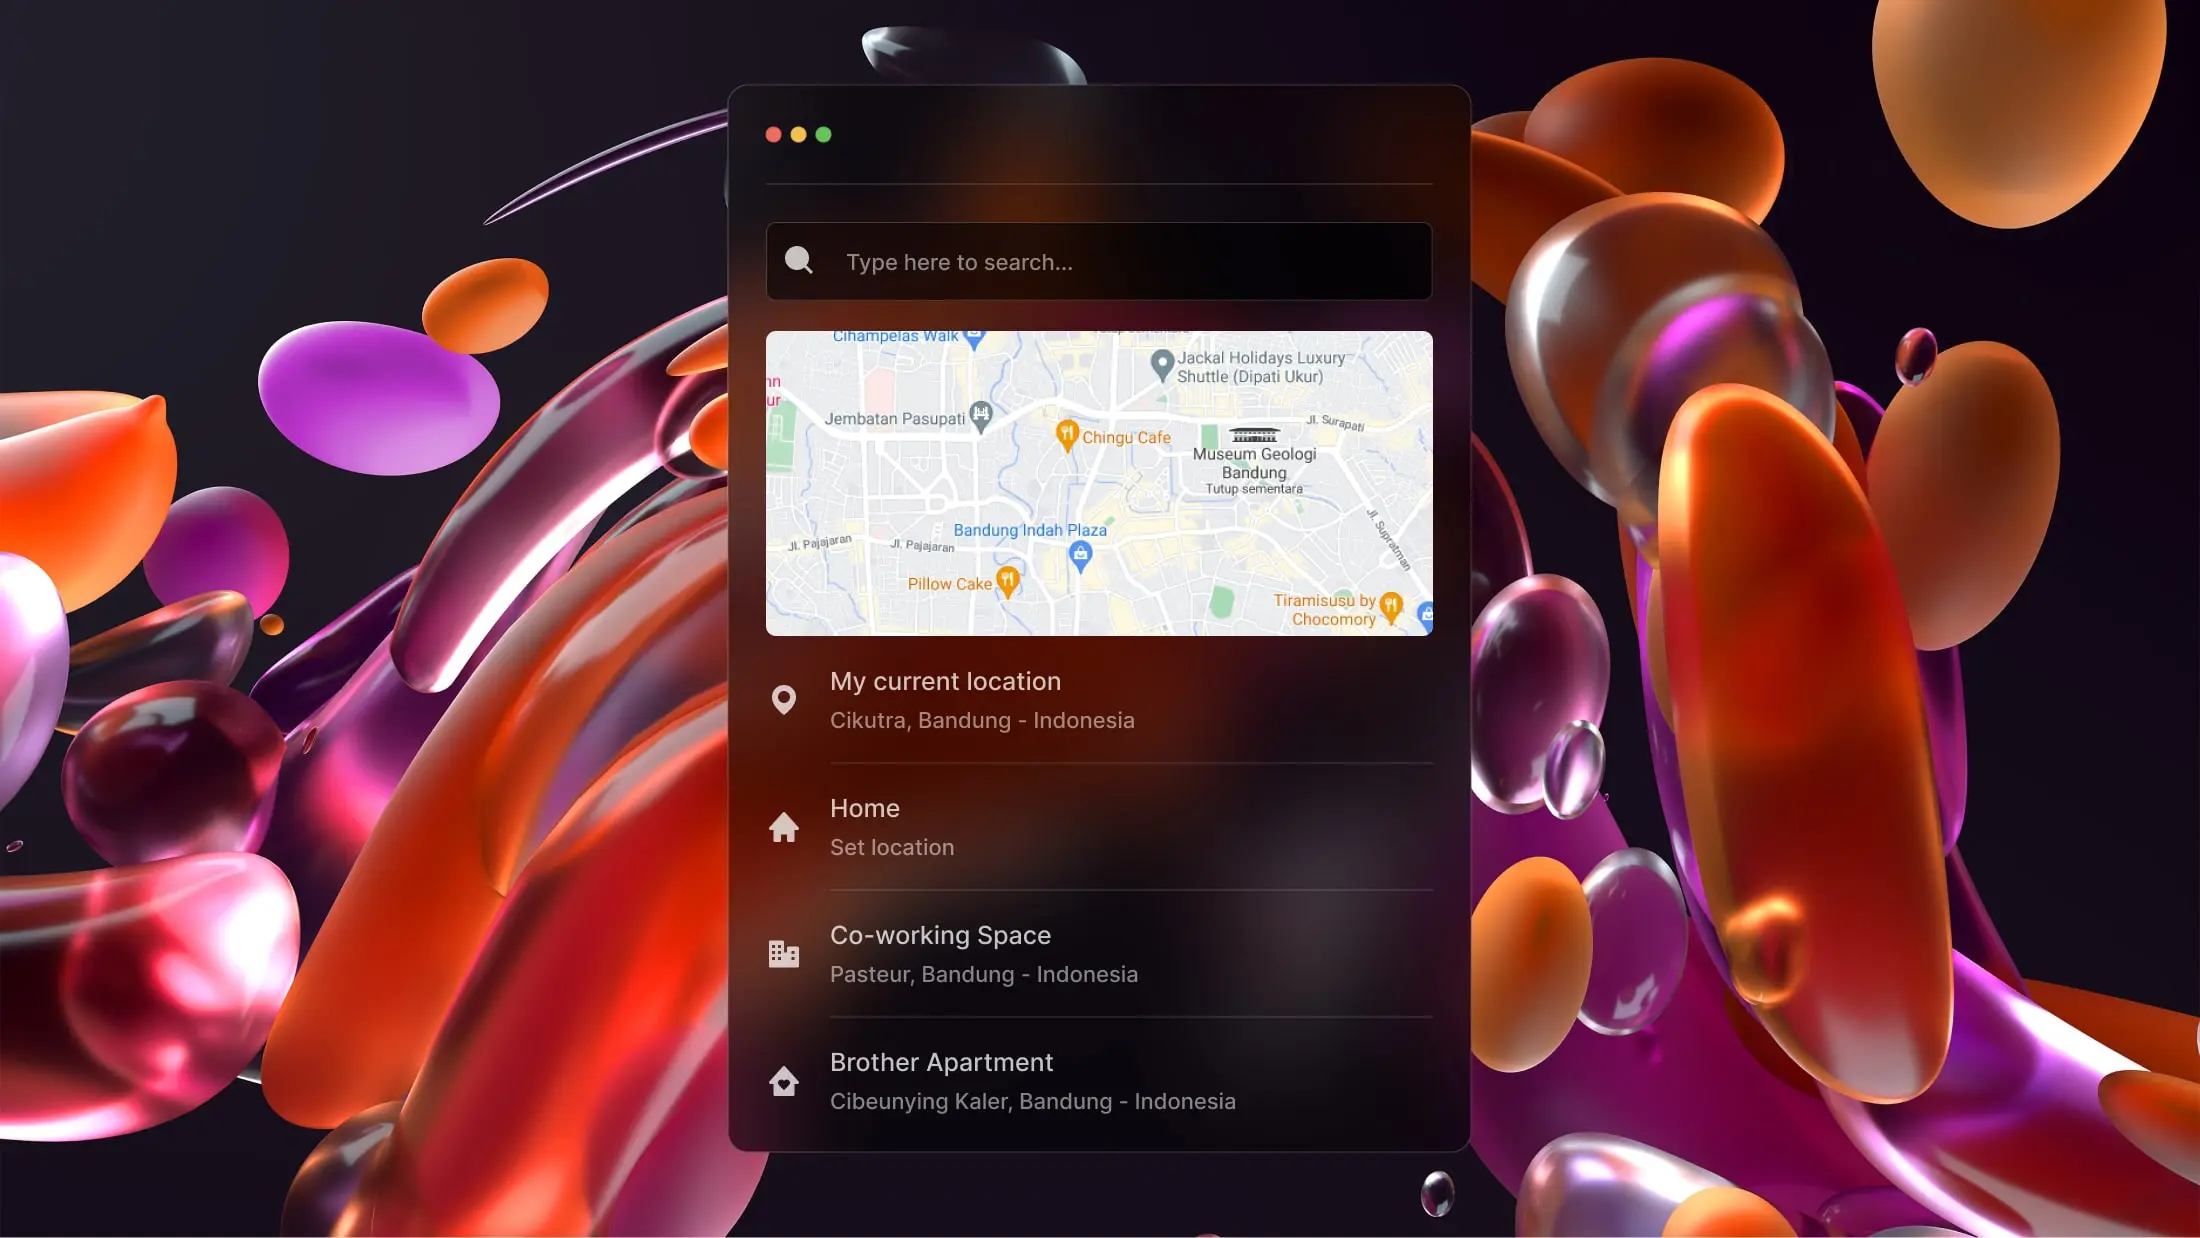 Type here to search...
Cihampelas Walk
Jackal Holidays Luxury
Shuttle (Dipati Ukur)
Jembatan Pasupati
Chingu Cafe
Jl. Surapati
Museum Geologi
Bandung
Tutup sementara
Bandung Indah Plaza
Jl. Pajajaran
Jl. Pajajaran
Jl. Supratman
Pillow Cake
Tiramisusu by
Chocomory
My current location
Cikutra, Bandung - Indonesia
Home
Set location
Co-working Space
Pasteur, Bandung - Indonesia
Brother Apartment
Cibeunying Kaler, Bandung - Indonesia